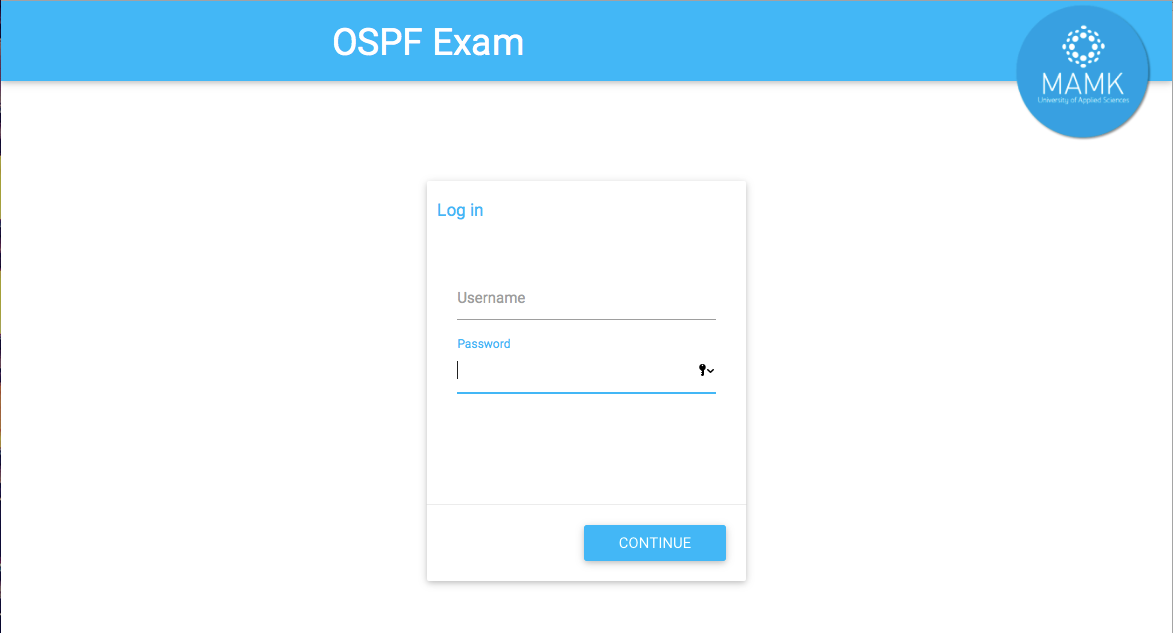 OSPF Exam
MAMK
University of Applied Sciences
Log in
Username
Password
CONTINUE